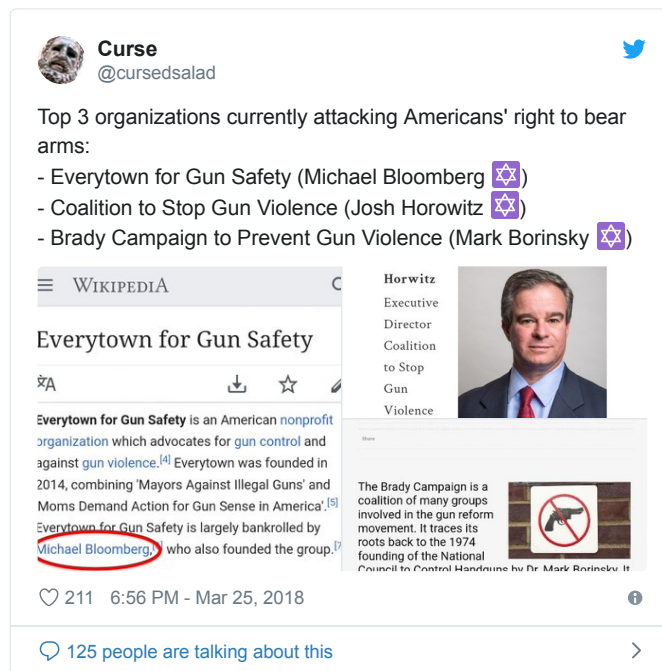 Curse
@cursedsalad
Top 3 organizations currently attacking Americans' right to bear
arms:
- Everytown for Gun Safety (Michael Bloomberg 🔯)
- Coalition to Stop Gun Violence (Josh Horowitz 🔯)
- Brady Campaign to Prevent Gun Violence (Mark Borinsky 🔯)
WIKIPEDIA
Everytown for Gun Safety
Everytown for Gun Safety is an American nonprofit
organization which advocates for gun control and
against gun violence.[4] Everytown was founded in
2014, combining 'Mayors Against Illegal Guns' and
'Moms Demand Action for Gun Sense in America'.[5]
Everytown for Gun Safety is largely bankrolled by
Michael Bloomberg, who also founded the group.[7
Horwitz
Executive
Director
Coalition
to Stop
Gun
Violence
The Brady Campaign is a
coalition of many groups
involved in the gun reform
movement. It traces its
roots back to the 1974
founding of the National
Council to Control Handguns by Dr. Mark Borinsky. It
211 6:56 PM - Mar 25, 2018
125 people are talking about this